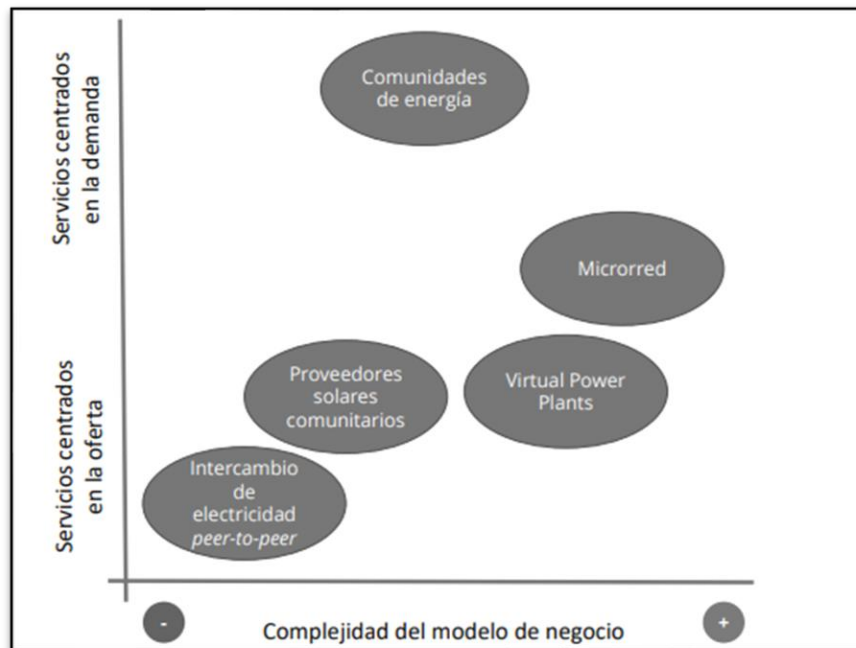 Servicios centrados
en la demanda
Servicios centrados
en la oferta
Comunidades
de energía
Microrred
Proveedores
solares
comunitarios
Virtual Power
Plants
Intercambio
de
electricidad
peer-to-peer
-
Complejidad del modelo de negocio
+